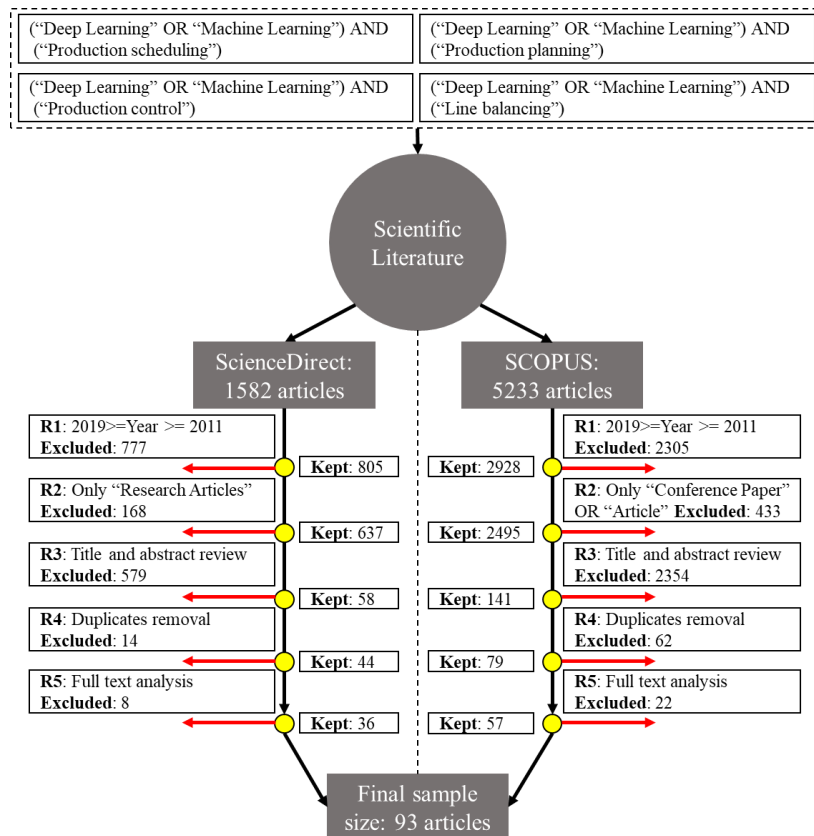 (“Deep Learning” OR “Machine Learning”) AND
(“Production scheduling”)
(“Deep Learning” OR “Machine Learning”) AND
“Production planning”)
(“Deep Learning” OR “Machine Learning”) AND
(“Production control”)
(“Deep Learning” OR “Machine Learning”) AND
(“Line balancing”)
Scientific
Literature
ScienceDirect:
1582 articles
SCOPUS:
5233 articles
R1: 2019>=Year >= 2011
Excluded: 777
Kept: 805
R2: Only “Research Articles”
Excluded: 168
Kept: 637
R3: Title and abstract review
Excluded: 579
Kept: 58
R4: Duplicates removal
Excluded: 14
Kept: 44
R5: Full text analysis
Excluded: 8
Kept: 36
R1: 2019>=Year >= 2011
Excluded: 2305
Kept: 2928
R2: Only “Conference Paper”
OR “Article” Excluded: 433
Kept: 2495
R3: Title and abstract review
Excluded: 2354
Kept: 141
R4: Duplicates removal
Excluded: 62
Kept: 79
R5: Full text analysis
Excluded: 22
Kept: 57
Final sample
size: 93 articles